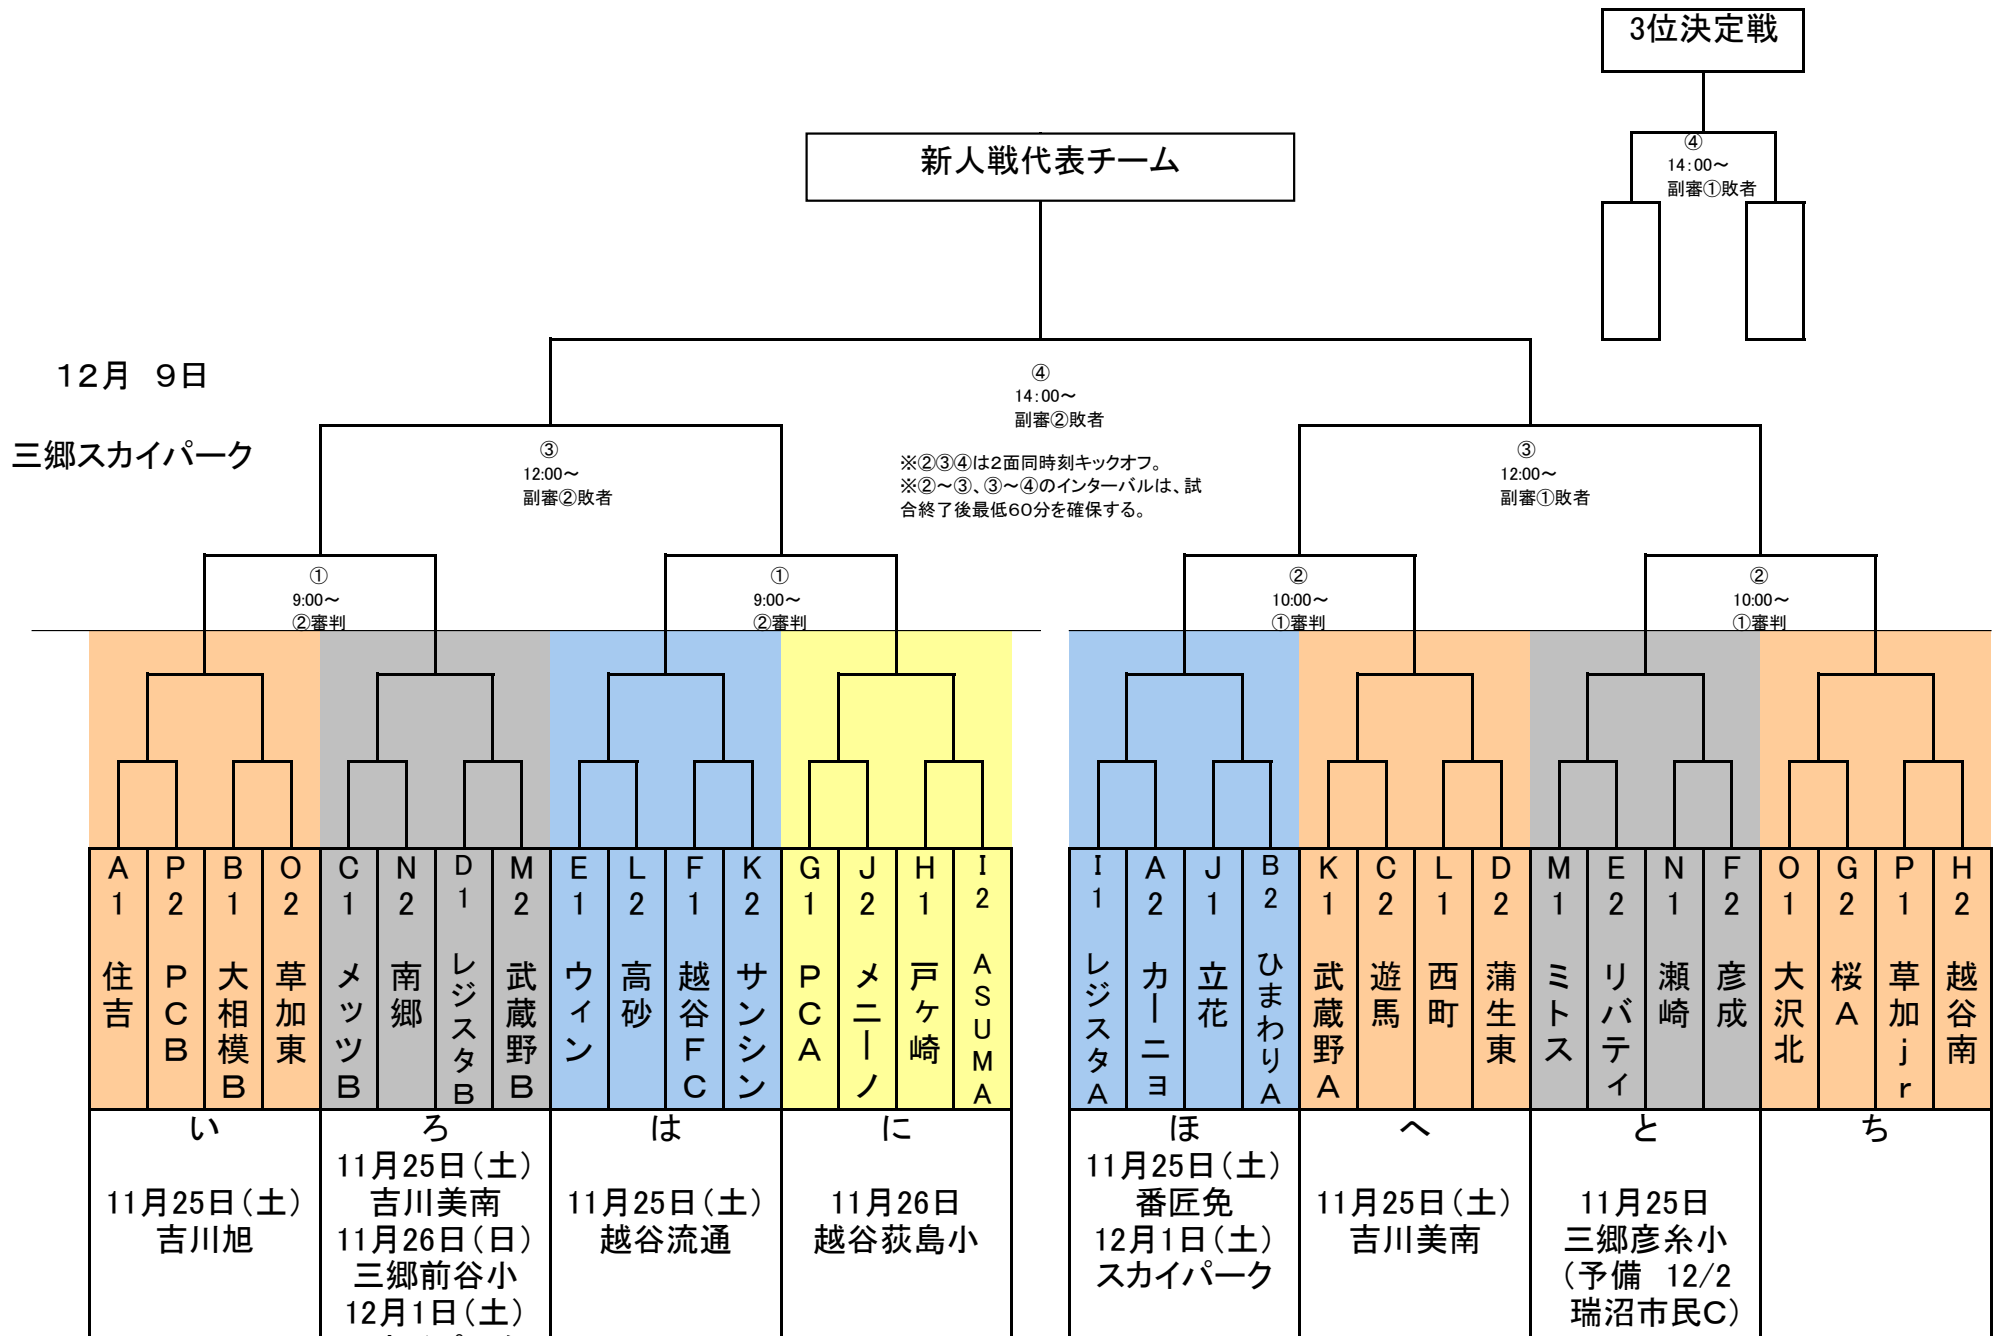 3位決定戦
④
14:00～
副審①敗者
新人戦代表チーム
12月　9日
三郷スカイパーク
④
14:00～
副審②敗者
③
12:00～
副審②敗者
※②③④は2面同時刻キックオフ。
※②～③、③～④のインターバルは、試
合終了後最低60分を確保する。
③
12:00～
副審①敗者
①
9:00～
②審判
①
9:00～
②審判
②
10:00～
①審判
②
10:00～
①審判
A1　住吉
P2　PCB
B1　大相模B
O2　草加東
C1　メッツB
N2　南郷
D1　レジスタB
M2　武蔵野B
E1　ウィン
L2　高砂
F1　越谷FC
K2　サンシン
G1　PCA
J2　メニーノ
H1　戸ヶ崎
I2　ASUMA
I1　レジスタA
A2　カーニョ
J1　立花
B2　ひまわりA
K1　武蔵野A
C2　遊馬
L1　西町
D2　蒲生東
M1　ミトス
E2　リバティ
N1　瀬崎
F2　彦成
O1　大沢北
G2　桜A
P1　草加jr
H2　越谷南
い
11月25日（土）
吉川旭
ろ
11月25日（土）
吉川美南
11月26日（日）
三郷前谷小
12月1日（土）
は
11月25日（土）
越谷流通
に
11月26日
越谷荻島小
ほ
11月25日（土）
番匠免
12月1日（土）
スカイパーク
へ
11月25日（土）
吉川美南
と
11月25日
三郷彦糸小
（予備　12/2
瑞沼市民C）
ち